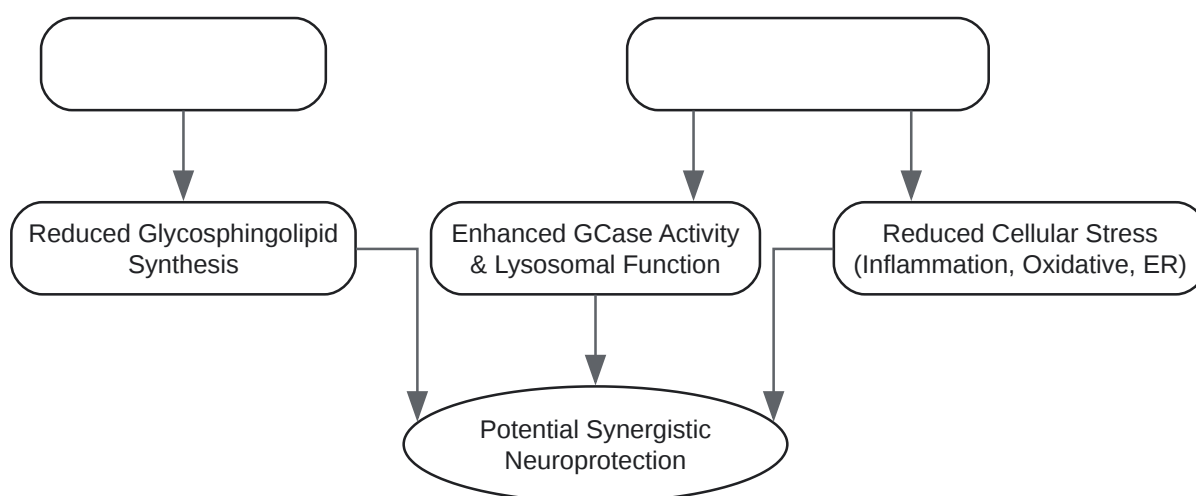 Reduced Glycosphingolipid
Synthesis
Enhanced GCase Activity
& Lysosomal Function
Reduced Cellular Stress
(Inflammation, Oxidative, ER)
Potential Synergistic
Neuroprotection